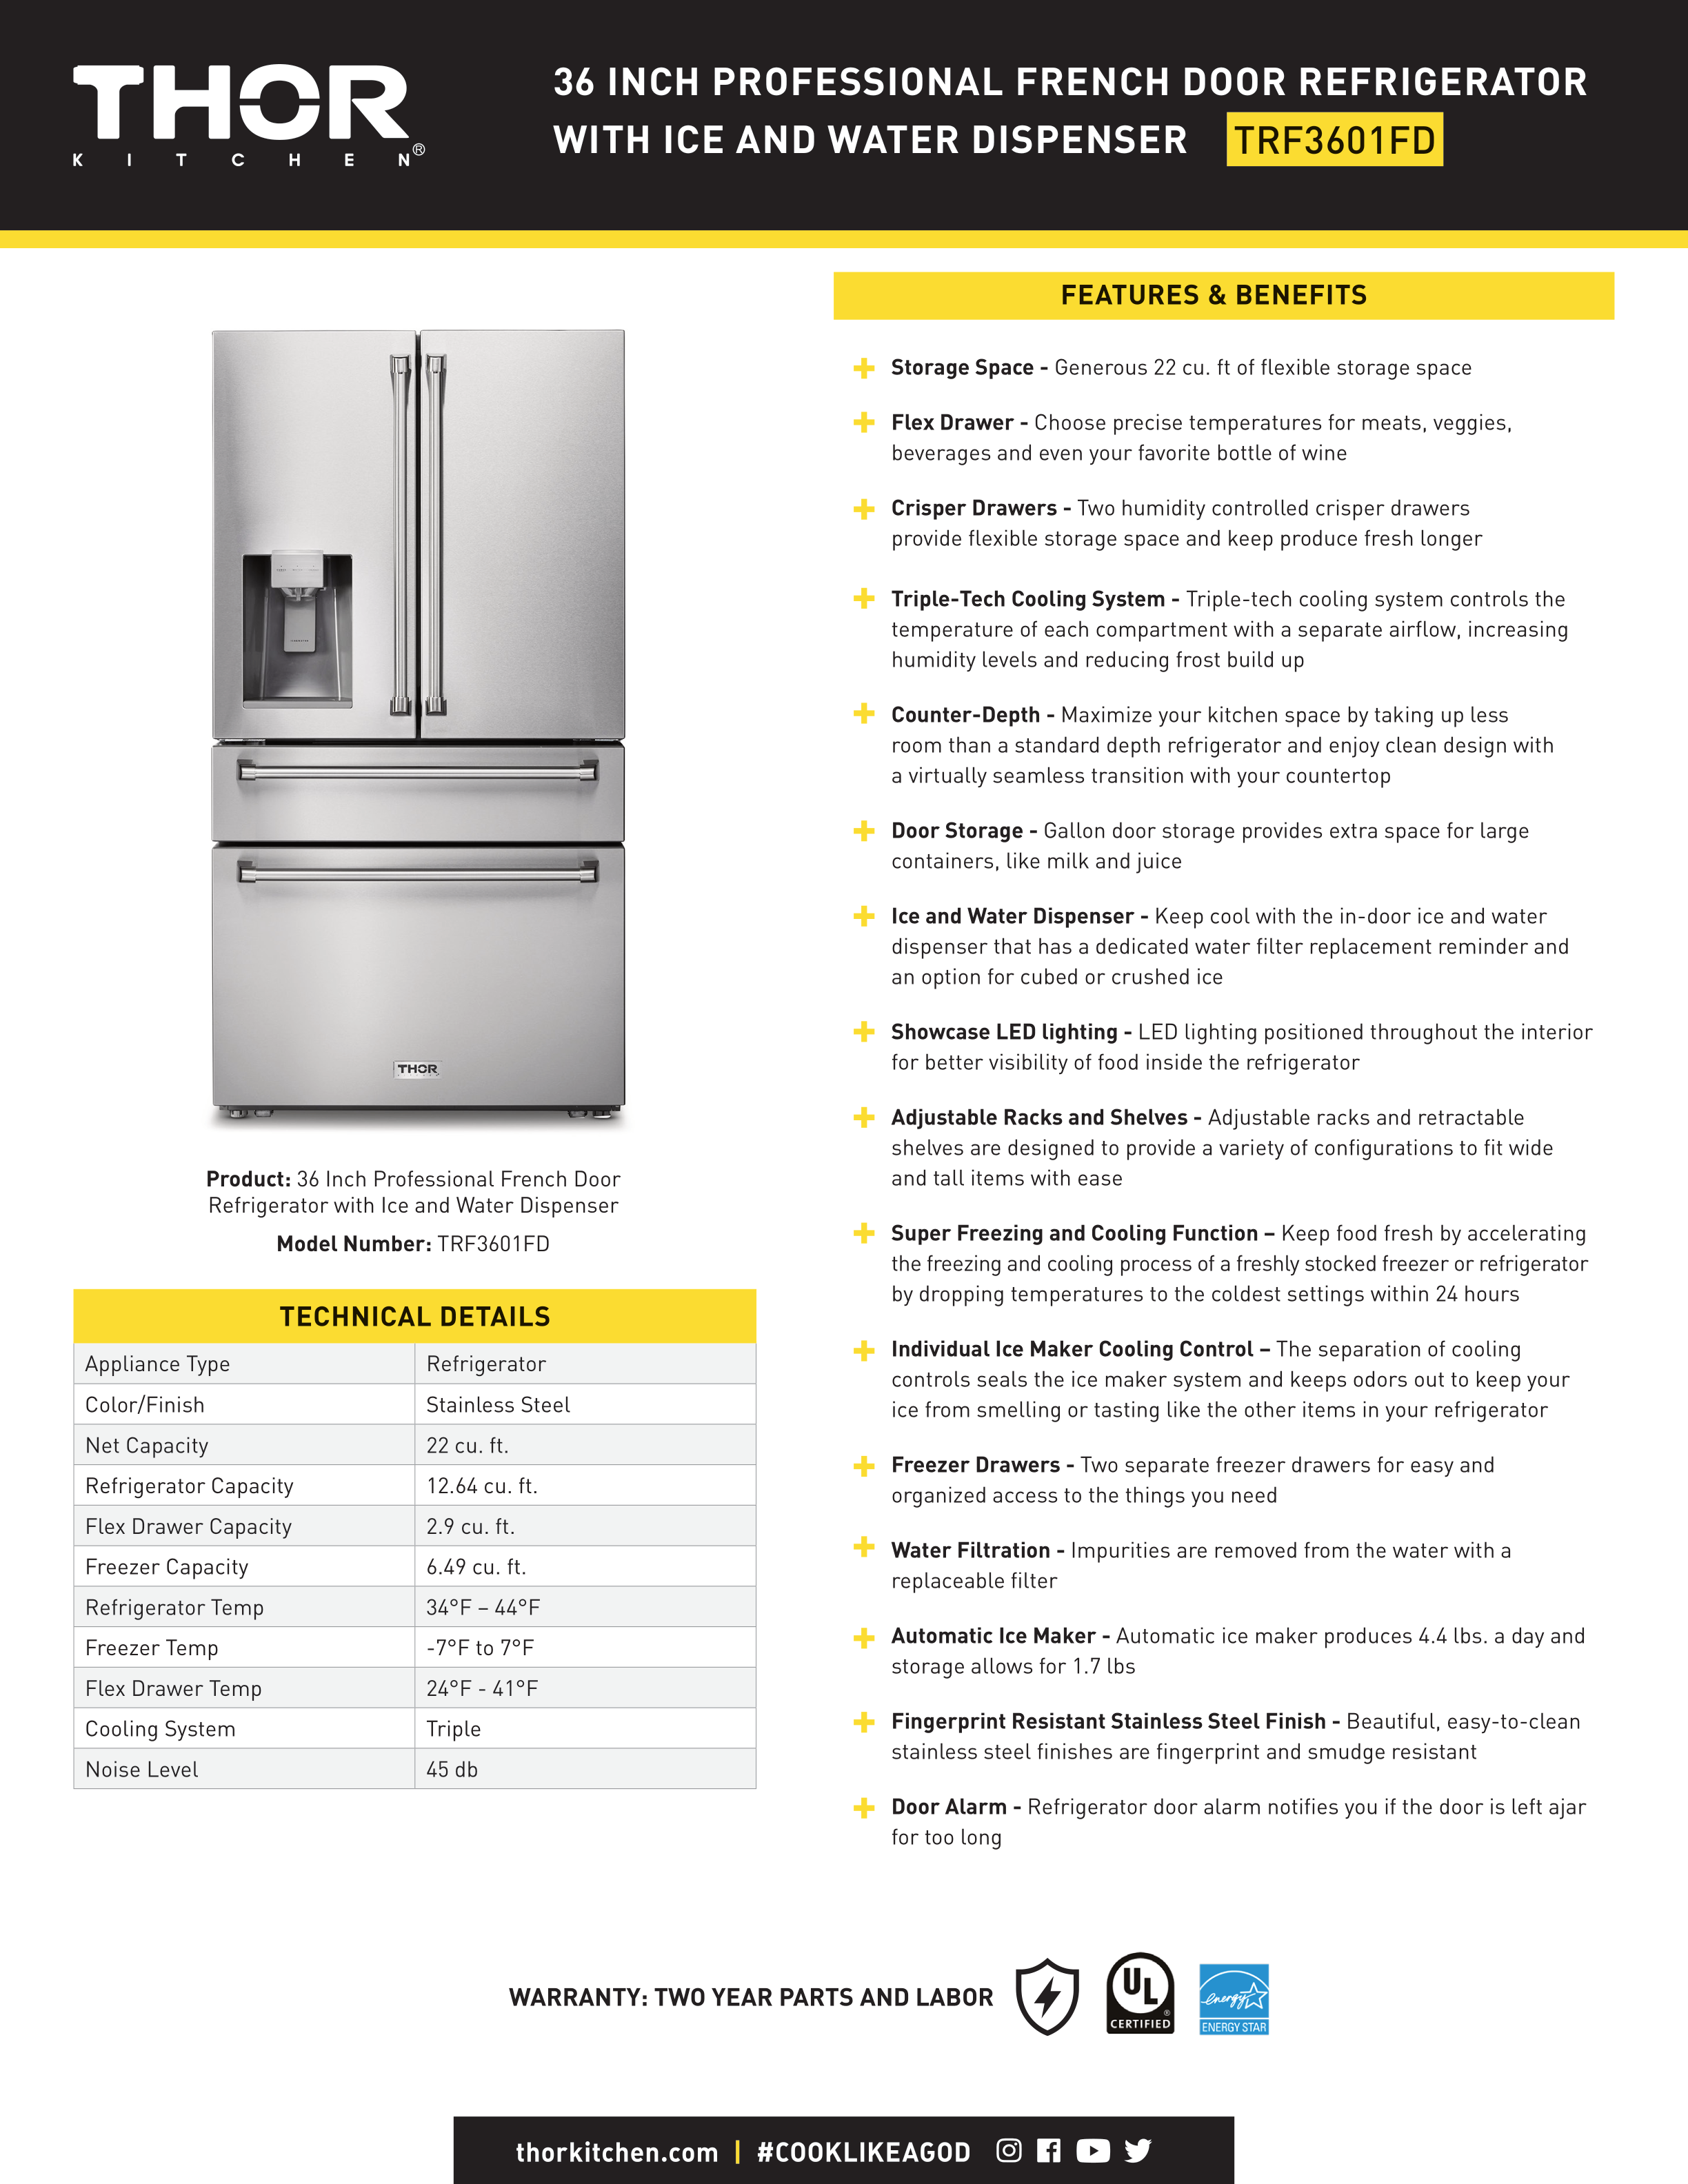 THOR
KITCHEN®
36 INCH PROFESSIONAL FRENCH DOOR REFRIGERATOR
WITH ICE AND WATER DISPENSER TRF3601FD
THOR
Product: 36 Inch Professional French Door
Refrigerator with Ice and Water Dispenser
Model Number: TRF3601FD
TECHNICAL DETAILS
Appliance Type Refrigerator
Color/Finish Stainless Steel
Net Capacity 22 cu. ft.
Refrigerator Capacity 12.64 cu. ft.
Flex Drawer Capacity 2.9 cu. ft.
Freezer Capacity 6.49 cu. ft.
Refrigerator Temp 34°F – 44°F
Freezer Temp -7°F to 7°F
Flex Drawer Temp 24°F - 41°F
Cooling System Triple
Noise Level 45 db
FEATURES & BENEFITS
Storage Space - Generous 22 cu. ft of flexible storage space
Flex Drawer - Choose precise temperatures for meats, veggies,
beverages and even your favorite bottle of wine
Crisper Drawers - Two humidity controlled crisper drawers
provide flexible storage space and keep produce fresh longer
Triple-Tech Cooling System - Triple-tech cooling system controls the
temperature of each compartment with a separate airflow, increasing
humidity levels and reducing frost build up
Counter-Depth - Maximize your kitchen space by taking up less
room than a standard depth refrigerator and enjoy clean design with
a virtually seamless transition with your countertop
Door Storage - Gallon door storage provides extra space for large
containers, like milk and juice
Ice and Water Dispenser - Keep cool with the in-door ice and water
dispenser that has a dedicated water filter replacement reminder and
an option for cubed or crushed ice
Showcase LED lighting - LED lighting positioned throughout the interior
for better visibility of food inside the refrigerator
Adjustable Racks and Shelves - Adjustable racks and retractable
shelves are designed to provide a variety of configurations to fit wide
and tall items with ease
Super Freezing and Cooling Function – Keep food fresh by accelerating
the freezing and cooling process of a freshly stocked freezer or refrigerator
by dropping temperatures to the coldest settings within 24 hours
Individual Ice Maker Cooling Control – The separation of cooling
controls seals the ice maker system and keeps odors out to keep your
ice from smelling or tasting like the other items in your refrigerator
Freezer Drawers - Two separate freezer drawers for easy and
organized access to the things you need
Water Filtration - Impurities are removed from the water with a
replaceable filter
Automatic Ice Maker - Automatic ice maker produces 4.4 lbs. a day and
storage allows for 1.7 lbs
Fingerprint Resistant Stainless Steel Finish - Beautiful, easy-to-clean
stainless steel finishes are fingerprint and smudge resistant
Door Alarm - Refrigerator door alarm notifies you if the door is left ajar
for too long
WARRANTY: TWO YEAR PARTS AND LABOR
UL ®
CERTIFIED
energy
ENERGY STAR
thorkitchen.com | #COOKLIKEAGOD